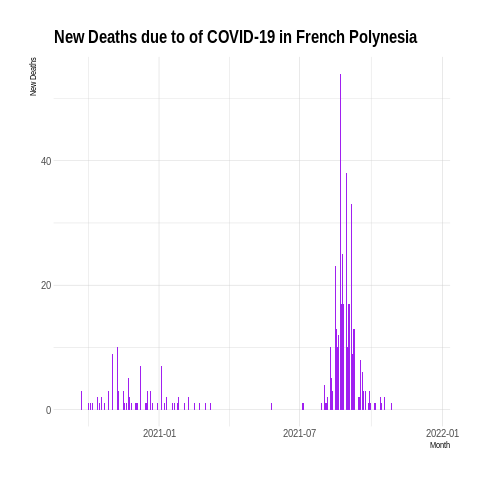 New Deaths due to of COVID-19 in French Polynesia
New Deaths
40
20
0
2021-01
2021-07
2022-01
Month